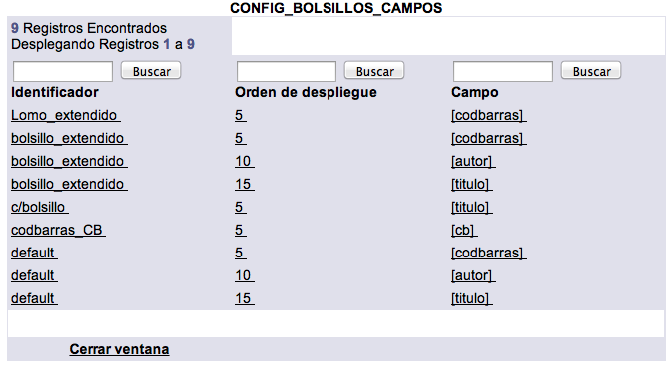 CONFIG_BOLSILLOS_CAMPOS
9 Registros Encontrados
Desplegando Registros 1 a 9
Buscar Buscar Buscar
Identificador Orden de despliegue Campo
Lomo_extendido 5 [codbarras]
bolsillo_extendido 5 [codbarras]
bolsillo_extendido 10 [autor]
bolsillo_extendido 15 [titulo]
c/bolsillo 5 [titulo]
codbarras_CB 5 [cb]
default 5 [codbarras]
default 10 [autor]
default 15 [titulo]
Cerrar ventana